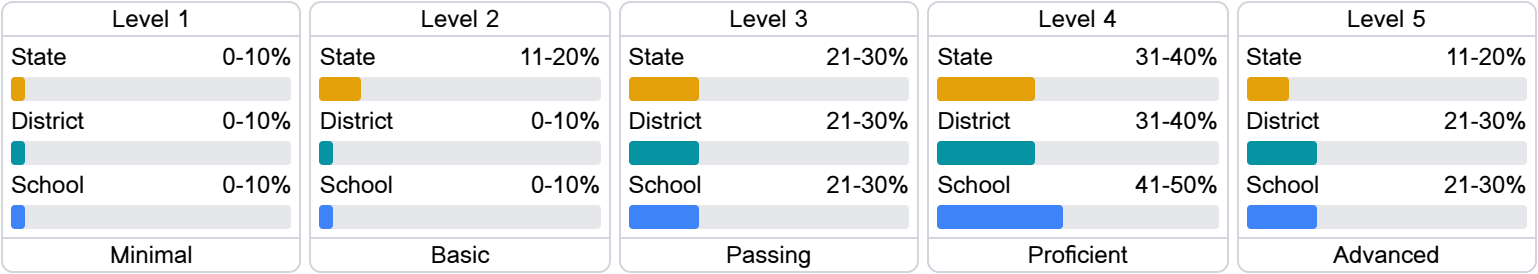 Level 1
State 0-10%
District 0-10%
School 0-10%
Minimal
Level 2
State 11-20%
District 0-10%
School 0-10%
Basic
Level 3
State 21-30%
District 21-30%
School 21-30%
Passing
Level 4
State 31-40%
District 31-40%
School 41-50%
Proficient
Level 5
State 11-20%
District 21-30%
School 21-30%
Advanced